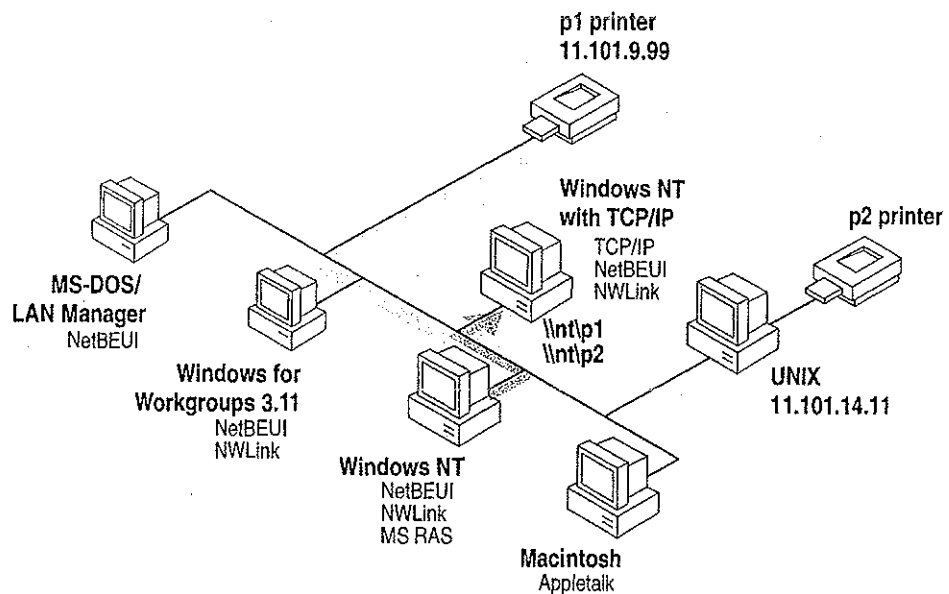 p1 printer
11.101.9.99
Windows NT
with TCP/IP
TCP/IP
NetBEUI
NWLink
p2 printer
MS-DOS/
LAN Manager
NetBEUI
\\nt\p1
\\nt\p2
UNIX
11.101.14.11
Windows for
Workgroups 3.11
NetBEUI
NWLink
Windows NT
NetBEUI
NWLink
MS RAS
Macintosh
Appletalk